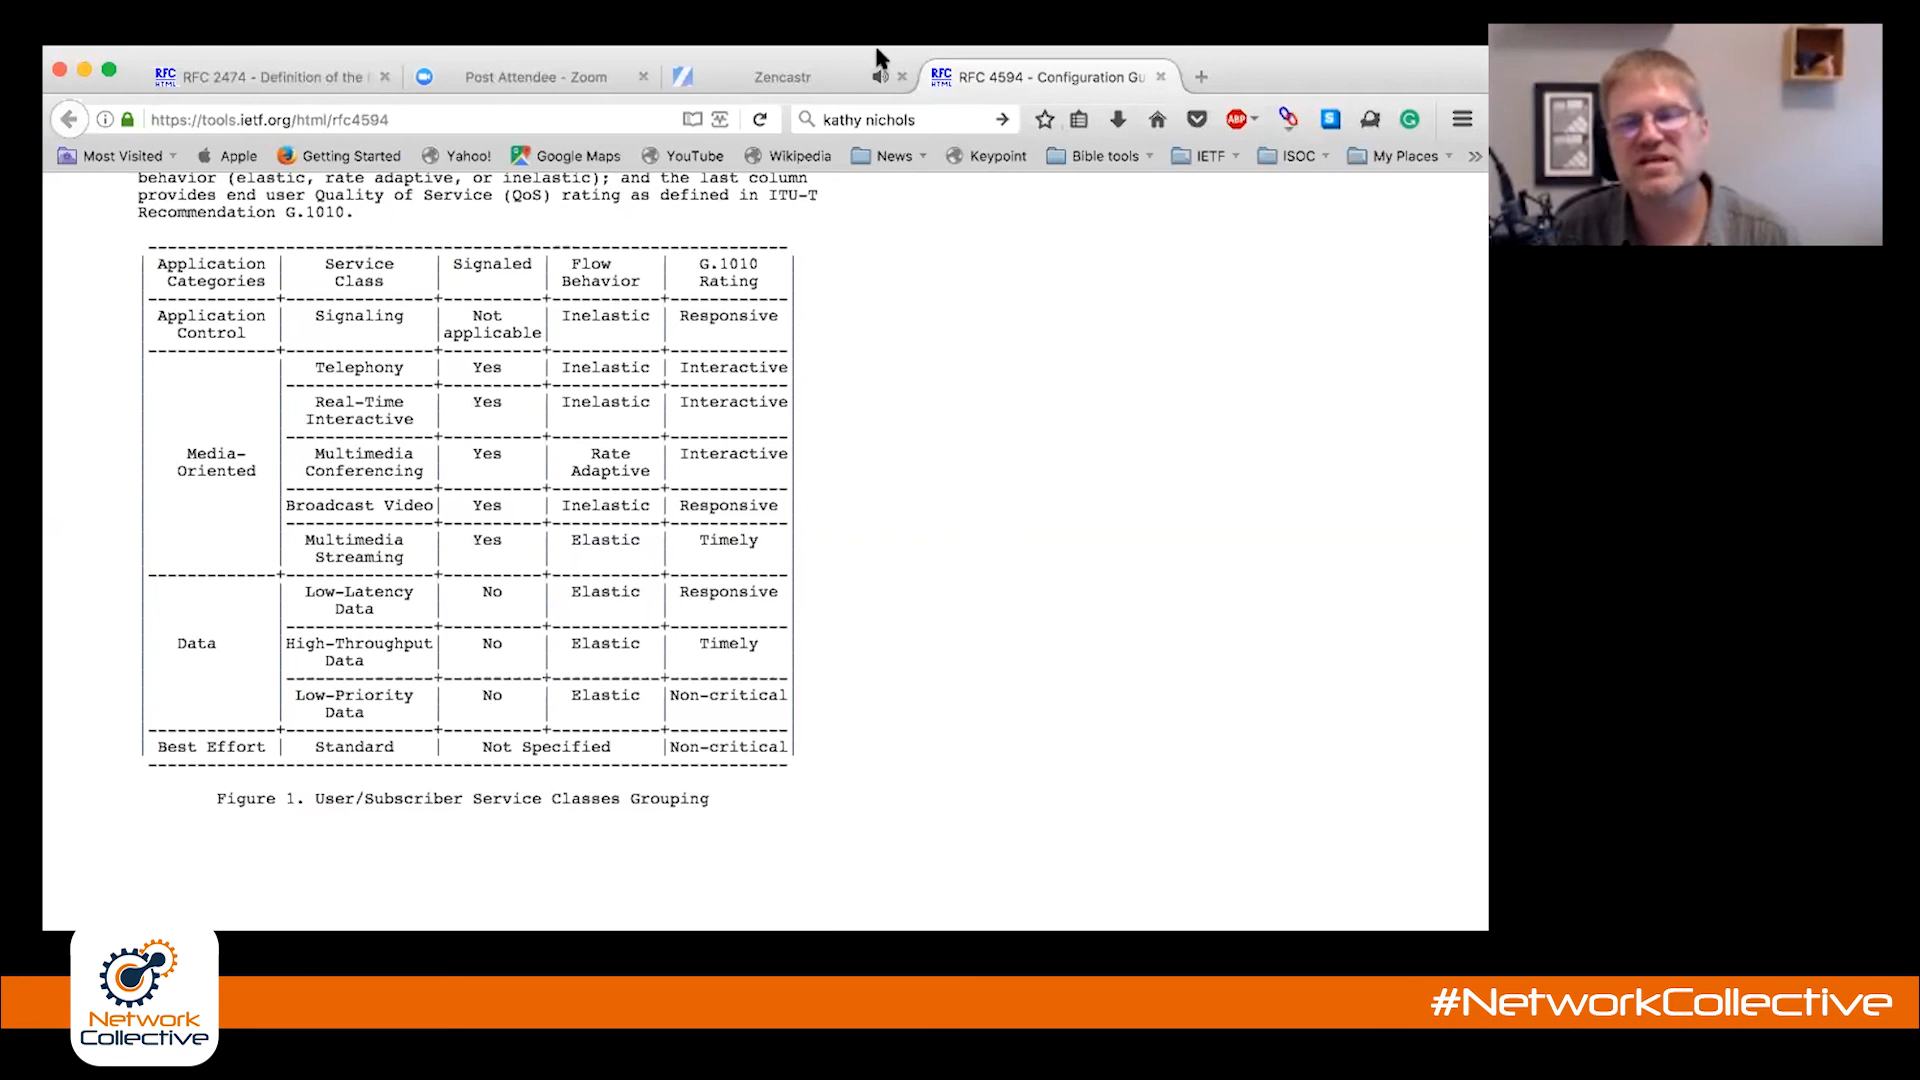 RFC HTML RFC 2474 - Definition of the Post Attendee - Zoom Zencastr RFC HTML RFC 4594 - Configuration Gu
https://tools.ietf.org/html/rfc4594 kathy nichols ABP
Most Visited Apple Getting Started Yahoo! Google Maps YouTube Wikipedia News Keypoint Bible tools IETF ISOC My Places
behavior (elastic, rate adaptive, or inelastic); and the last column
provides end user Quality of Service (QoS) rating as defined in ITU-T
Recommendation G.1010.
Application | Service | Signaled | Flow | G.1010
Categories | Class | | Behavior | Rating
Application | Signaling | Not | Inelastic | Responsive
Control | | applicable | |
Telephony | Yes | Inelastic | Interactive
Real-Time | Yes | Inelastic | Interactive
Interactive
Media- | Multimedia | Yes | Rate | Interactive
Oriented | Conferencing | | Adaptive |
Broadcast Video | Yes | Inelastic | Responsive
Multimedia | Yes | Elastic | Timely
Streaming
Low-Latency | No | Elastic | Responsive
Data
Data | High-Throughput | No | Elastic | Timely
Data
Low-Priority | No | Elastic | Non-critical
Data
Best Effort | Standard | Not Specified | Non-critical
Figure 1. User/Subscriber Service Classes Grouping
Network
Collective
#NetworkCollective